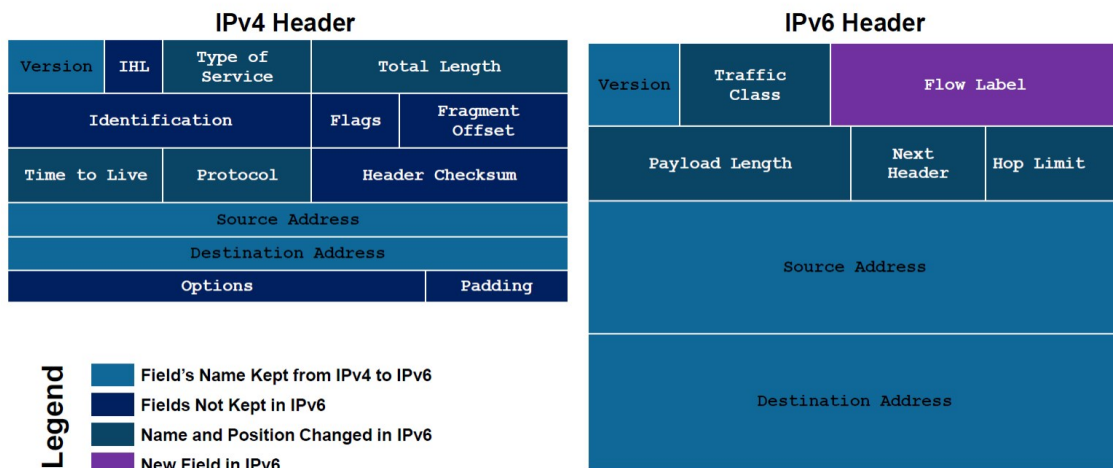 IPv4 Header
Version
IHL
Type of
Service
Total Length
Identification
Flags
Fragment
Offset
Time to Live
Protocol
Header Checksum
Source Address
Destination Address
Options
Padding
IPv6 Header
Version
Traffic
Class
Flow Label
Payload Length
Next
Header
Hop Limit
Source Address
Destination Address
Legend
Field's Name Kept from IPv4 to IPv6
Fields Not Kept in IPv6
Name and Position Changed in IPv6
New Field in IPv6